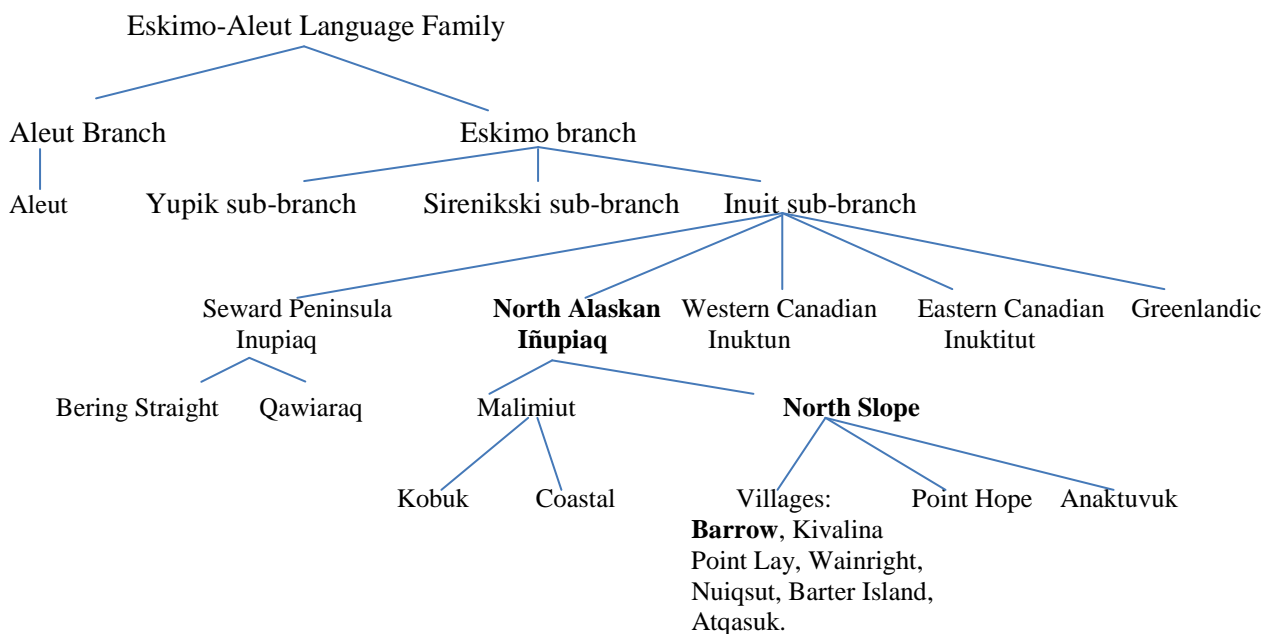 Eskimo-Aleut Language Family
Aleut Branch Eskimo branch
Aleut Yupik sub-branch Sirenikski sub-branch Inuit sub-branch
Seward Peninsula North Alaskan Western Canadian Eastern Canadian Greenlandic
Inupiaq Iñupiaq Inuktun Inuktitut
Bering Straight Qawiaraq Malimiut North Slope
Kobuk Coastal Villages: Point Hope Anaktuvuk
Barrow, Kivalina
Point Lay, Wainright,
Nuiqsut, Barter Island,
Atqasuk.